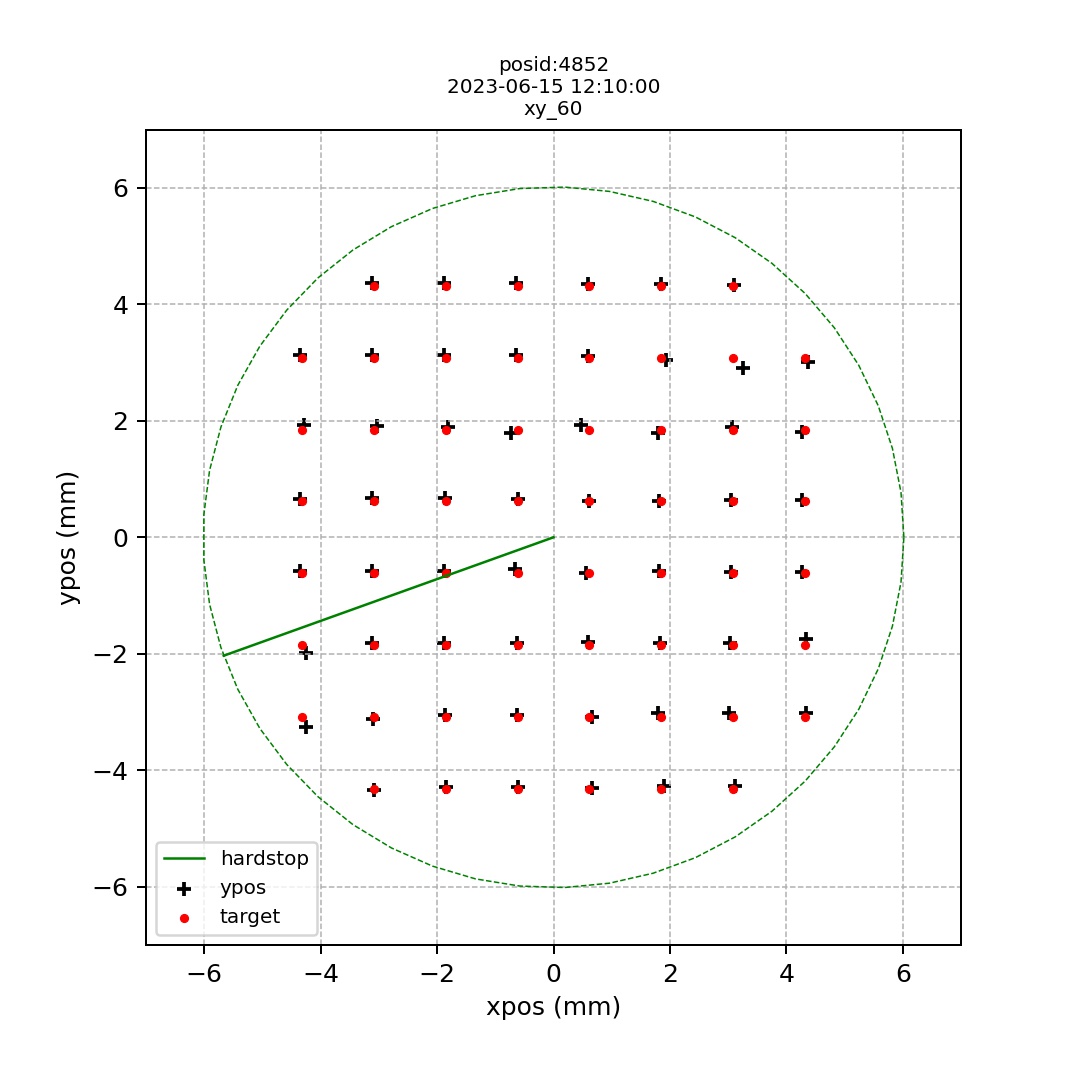 posid:4852
2023-06-15 12:10:00
xy_60
6
4
2
0
−2
−4
−6
ypos (mm)
hardstop
ypos
target
−6 −4 −2 0 2 4 6
xpos (mm)